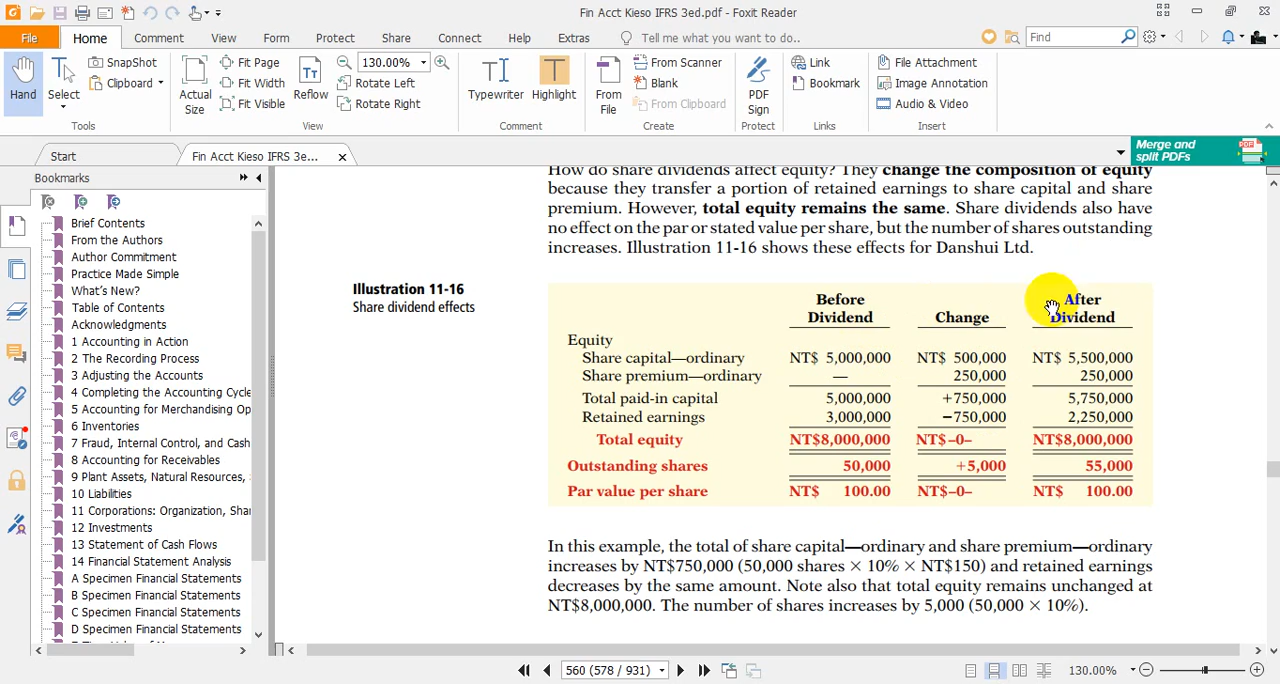 Fin Acct Kieso IFRS 3ed.pdf - Foxit Reader
File Home Comment View Form Protect Share Connect Help Extras Tell me what you want to do.. Find
Hand
Select
SnapShot
Clipboard
Tools
Actual Size
Fit Page
Fit Width
Fit Visible
Reflow
130.00%
Rotate Left
Rotate Right
View
Typewriter
Highlight
Comment
From File
From Scanner
Blank
From Clipboard
Create
PDF Sign
Protect
Link
Bookmark
Links
File Attachment
Image Annotation
Audio & Video
Insert
Start
Fin Acct Kieso IFRS 3e...
Merge and
split PDFs
PDF
Bookmarks
Brief Contents
From the Authors
Author Commitment
Practice Made Simple
What's New?
Table of Contents
Acknowledgments
1 Accounting in Action
2 The Recording Process
3 Adjusting the Accounts
4 Completing the Accounting Cycle
5 Accounting for Merchandising Op
6 Inventories
7 Fraud, Internal Control, and Cash
8 Accounting for Receivables
9 Plant Assets, Natural Resources,
10 Liabilities
11 Corporations: Organization, Sha
12 Investments
13 Statement of Cash Flows
14 Financial Statement Analysis
A Specimen Financial Statements
B Specimen Financial Statements
C Specimen Financial Statements
D Specimen Financial Statements
How do share dividends affect equity? They change the composition of equity
because they transfer a portion of retained earnings to share capital and share
premium. However, total equity remains the same. Share dividends also have
no effect on the par or stated value per share, but the number of shares outstanding
increases. Illustration 11-16 shows these effects for Danshui Ltd.
Illustration 11-16
Share dividend effects
Before After
Dividend Change Dividend
Equity
Share capital—ordinary NT$ 5,000,000 NT$ 500,000 NT$ 5,500,000
Share premium—ordinary — 250,000 250,000
Total paid-in capital 5,000,000 +750,000 5,750,000
Retained earnings 3,000,000 −750,000 2,250,000
Total equity NT$8,000,000 NT$–0– NT$8,000,000
Outstanding shares 50,000 +5,000 55,000
Par value per share NT$ 100.00 NT$–0– NT$ 100.00
In this example, the total of share capital—ordinary and share premium—ordinary
increases by NT$750,000 (50,000 shares × 10% × NT$150) and retained earnings
decreases by the same amount. Note also that total equity remains unchanged at
NT$8,000,000. The number of shares increases by 5,000 (50,000 × 10%).
560 (578 / 931)
130.00%